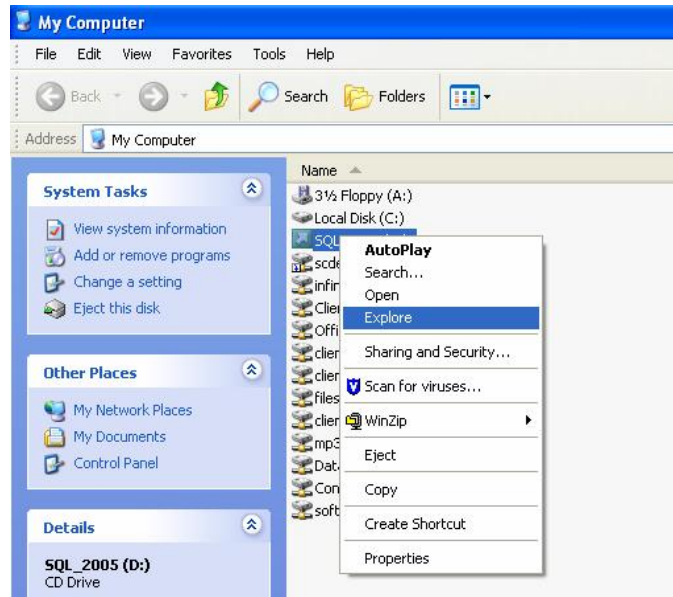 My Computer
File Edit View Favorites Tools Help
Back Search Folders
Address My Computer
Name
System Tasks
View system information
Add or remove programs
Change a setting
Eject this disk
Other Places
My Network Places
My Documents
Control Panel
Details
SQL_2005 (D:)
CD Drive
3½ Floppy (A:)
Local Disk (C:)
SQL
mp3
AutoPlay
Search...
Open
Explore
Sharing and Security...
Scan for viruses...
WinZip
Eject
Copy
Create Shortcut
Properties